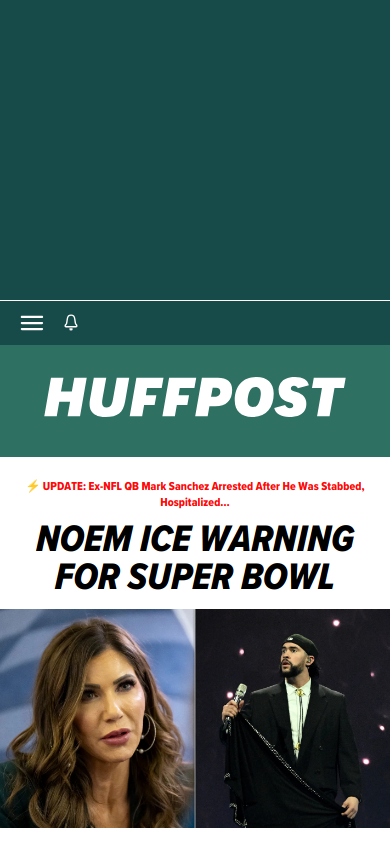 HUFFPOST
⚡ UPDATE: Ex-NFL QB Mark Sanchez Arrested After He Was Stabbed,
Hospitalized...
NOEM ICE WARNING
FOR SUPER BOWL